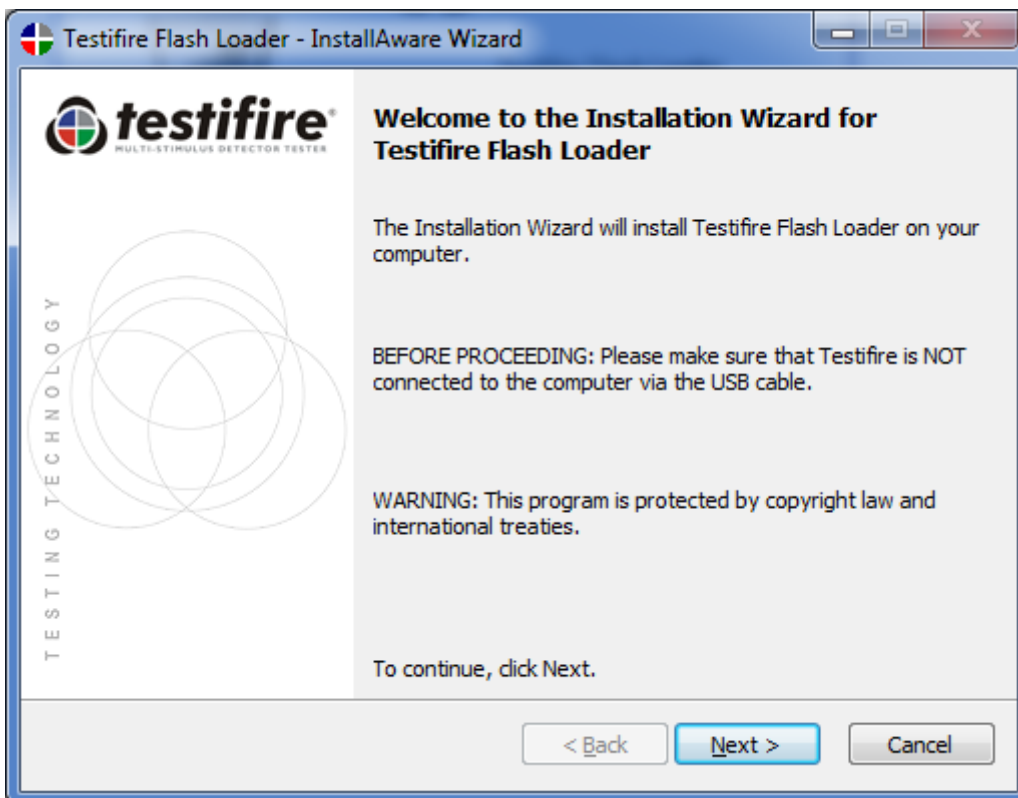 Testifire Flash Loader - InstallAware Wizard
testifire®
MULTI-STIMULUS DETECTOR TESTER
Welcome to the Installation Wizard for
Testifire Flash Loader
The Installation Wizard will install Testifire Flash Loader on your
computer.
BEFORE PROCEEDING: Please make sure that Testifire is NOT
connected to the computer via the USB cable.
WARNING: This program is protected by copyright law and
international treaties.
TESTING TECHNOLOGY
To continue, click Next.
< Back
Next >
Cancel